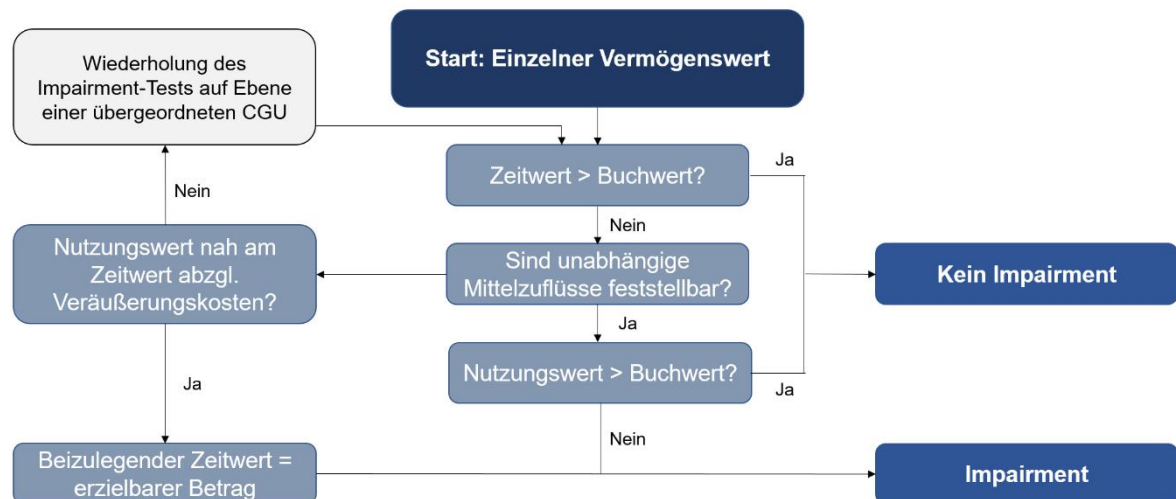 Wiederholung des
Impairment-Tests auf Ebene
einer übergeordneten CGU
Start: Einzelner Vermögenswert
Zeitwert > Buchwert?
Ja
Nein
Nein
Nutzungswert nah am
Zeitwert abzgl.
Veräußerungskosten?
Sind unabhängige
Mittelzuflüsse feststellbar?
Kein Impairment
Ja
Nutzungswert > Buchwert?
Ja
Ja
Nein
Beizulegender Zeitwert =
erzielbarer Betrag
Impairment